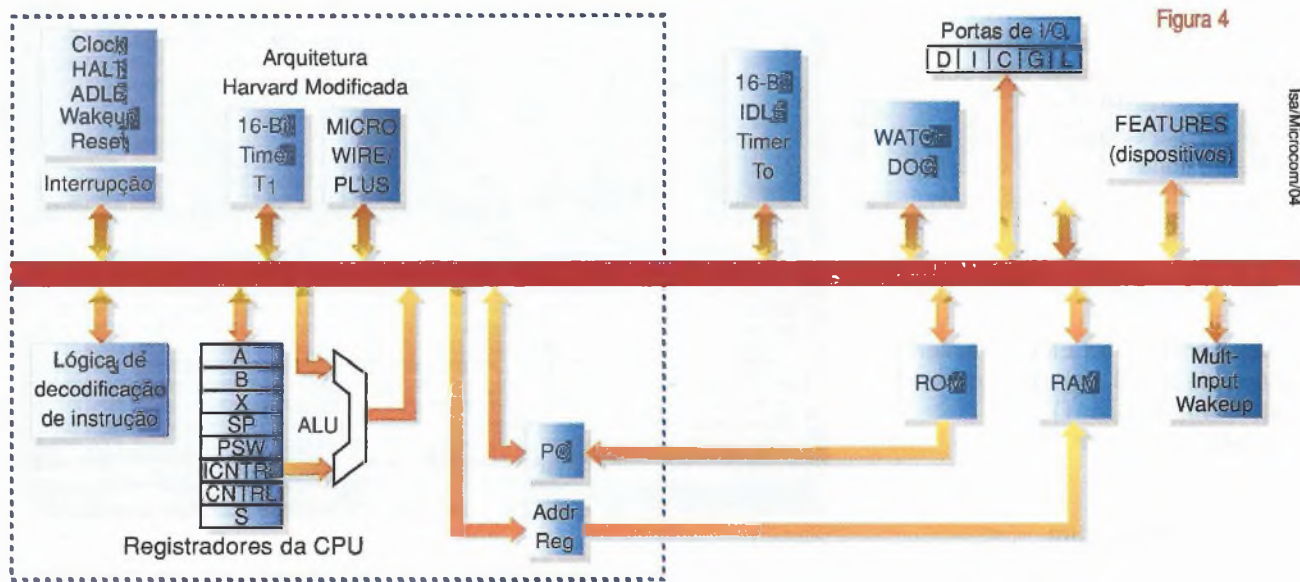 Figura 4
Isa/Microcom/04
Clock
HALT
ADLE
Wakeup
Reset
Interrupção
Arquitetura
Harvard Modificada
16-Bit
Timer
T1
MICRO
WIRE/
PLUS
16-Bit
IDLE
Timer
To
WATCH
DOG
Portas de I/O
D I C G L
FEATURES
(dispositivos)
Lógica de
decodificação
de instrução
A
B
X
SP
PSW
ICNTRL
CNTRL
S
Registradores da CPU
ALU
PC
Addr
Reg
ROM
RAM
Mult-
Input
Wakeup